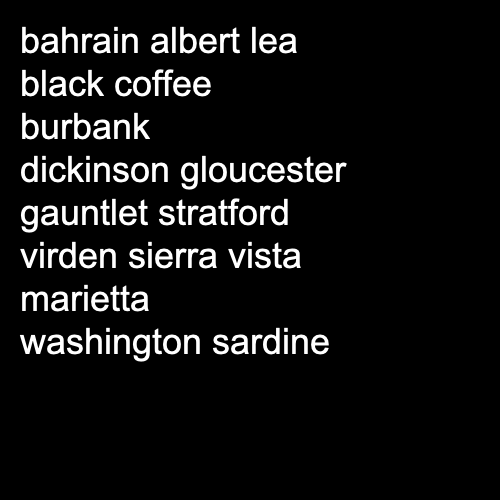 bahrain albert lea
black coffee
burbank
dickinson gloucester
gauntlet stratford
virden sierra vista
marietta
washington sardine